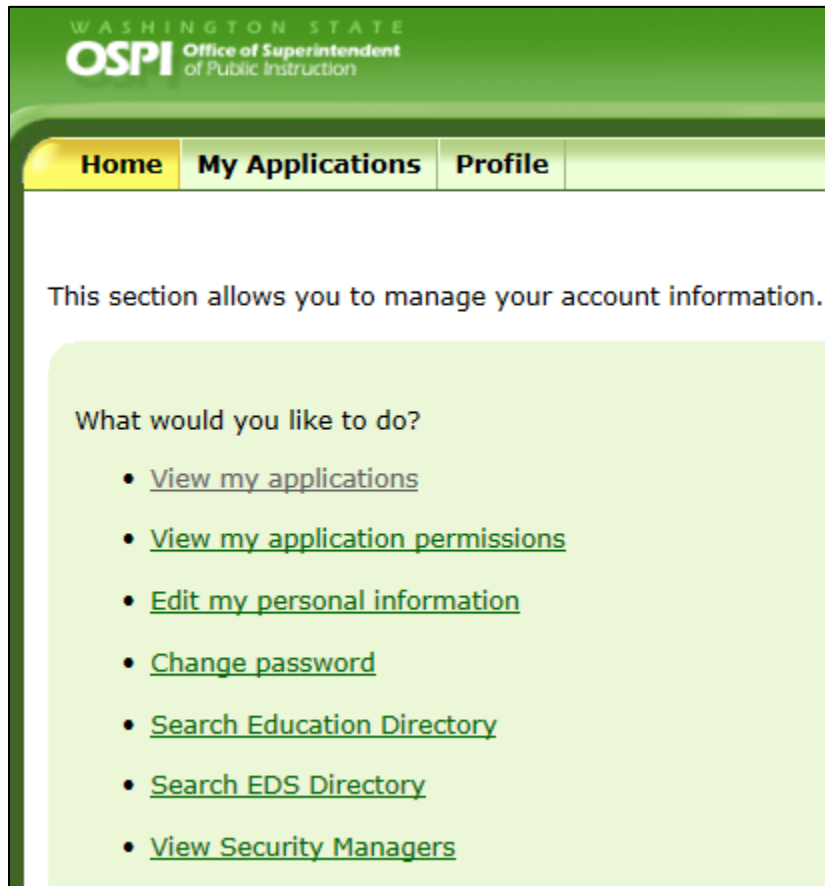 WASHINGTON STATE
OSPI Office of Superintendent
of Public Instruction
Home My Applications Profile
This section allows you to manage your account information.
What would you like to do?
• View my applications
• View my application permissions
• Edit my personal information
• Change password
• Search Education Directory
• Search EDS Directory
• View Security Managers